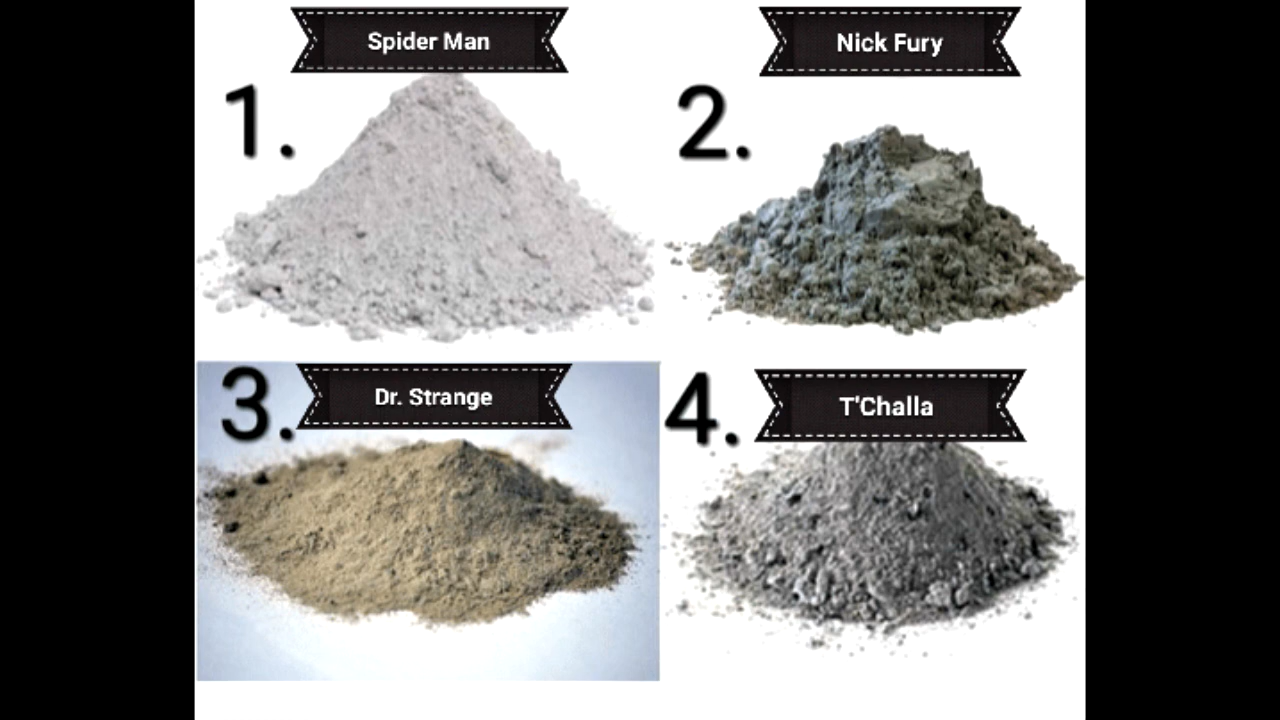 Spider Man
1.
Nick Fury
2.
Dr. Strange
3.
T'Challa
4.